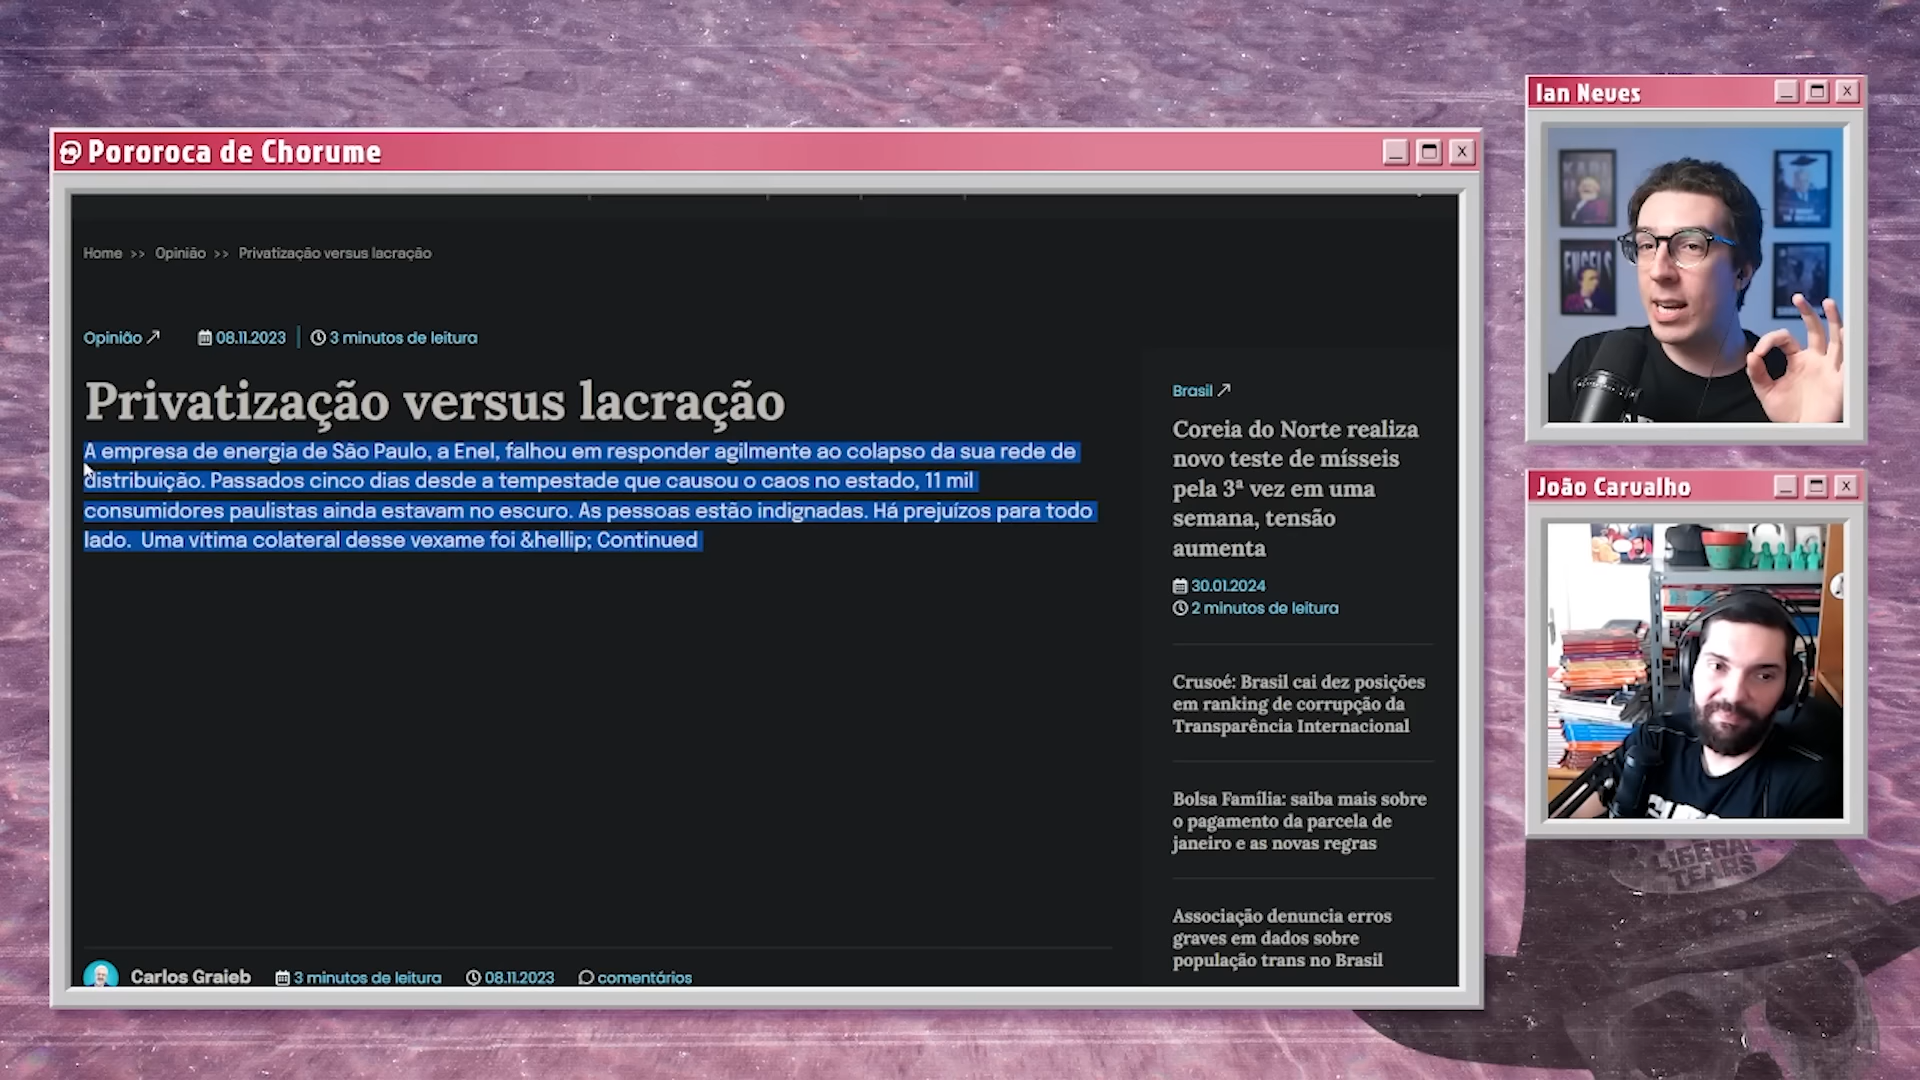 Pororoca de Chorume
Home >> Opinião >> Privatização versus lacração
Opinião
08.11.2023
3 minutos de leitura
Privatização versus lacração
A empresa de energia de São Paulo, a Enel, falhou em responder agilmente ao colapso da sua rede de
distribuição. Passados cinco dias desde a tempestade que causou o caos no estado, 11 mil
consumidores paulistas ainda estavam no escuro. As pessoas estão indignadas. Há prejuízos para todo
lado. Uma vítima colateral desse vexame foi &hellip; Continued
Carlos Graieb
3 minutos de leitura
08.11.2023
comentários
Brasil
Coreia do Norte realiza
novo teste de mísseis
pela 3ª vez em uma
semana, tensão
aumenta
30.01.2024
2 minutos de leitura
Crusoé: Brasil cai dez posições
em ranking de corrupção da
Transparência Internacional
Bolsa Família: saiba mais sobre
o pagamento da parcela de
janeiro e as novas regras
Associação denuncia erros
graves em dados sobre
população trans no Brasil
Ian Neves
KARL
ENGELS
João Carvalho
LIBERAL
TEARS